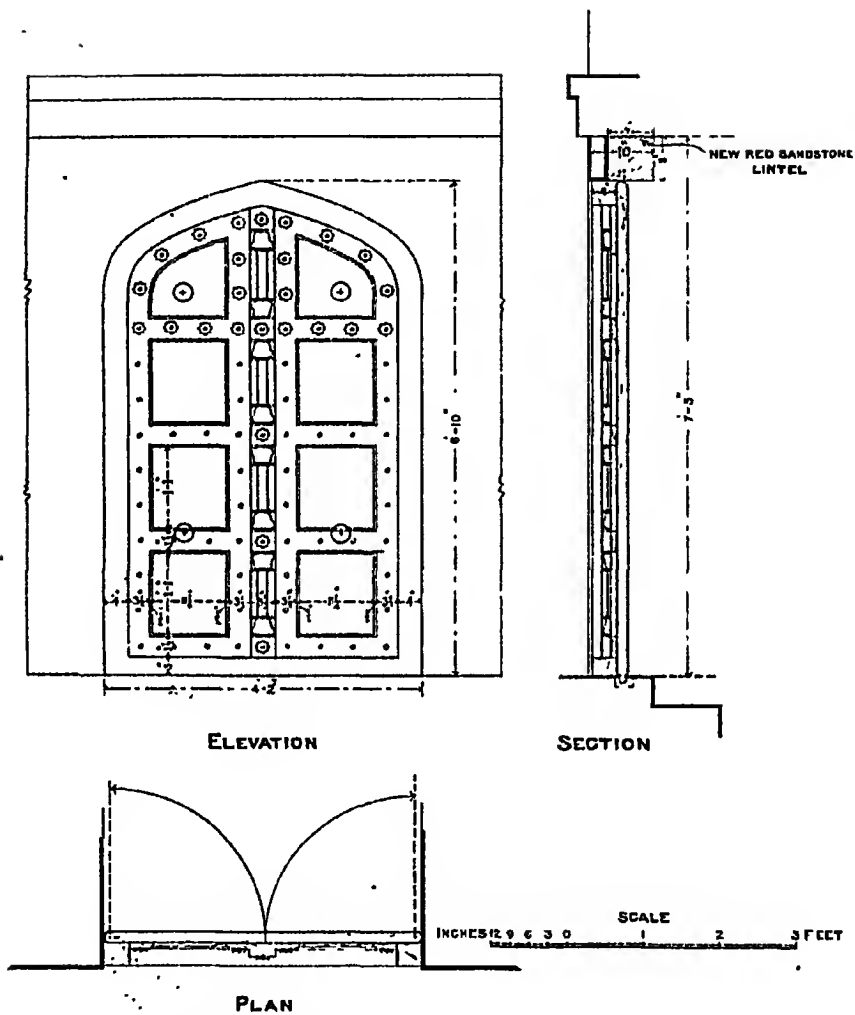 10"
NEW RED SANDSTONE
LINTEL
6'-10"
7'-3"
4'-2"
ELEVATION
SECTION
PLAN
SCALE
INCHES 12 9 6 3 0 1 2 3 FEET